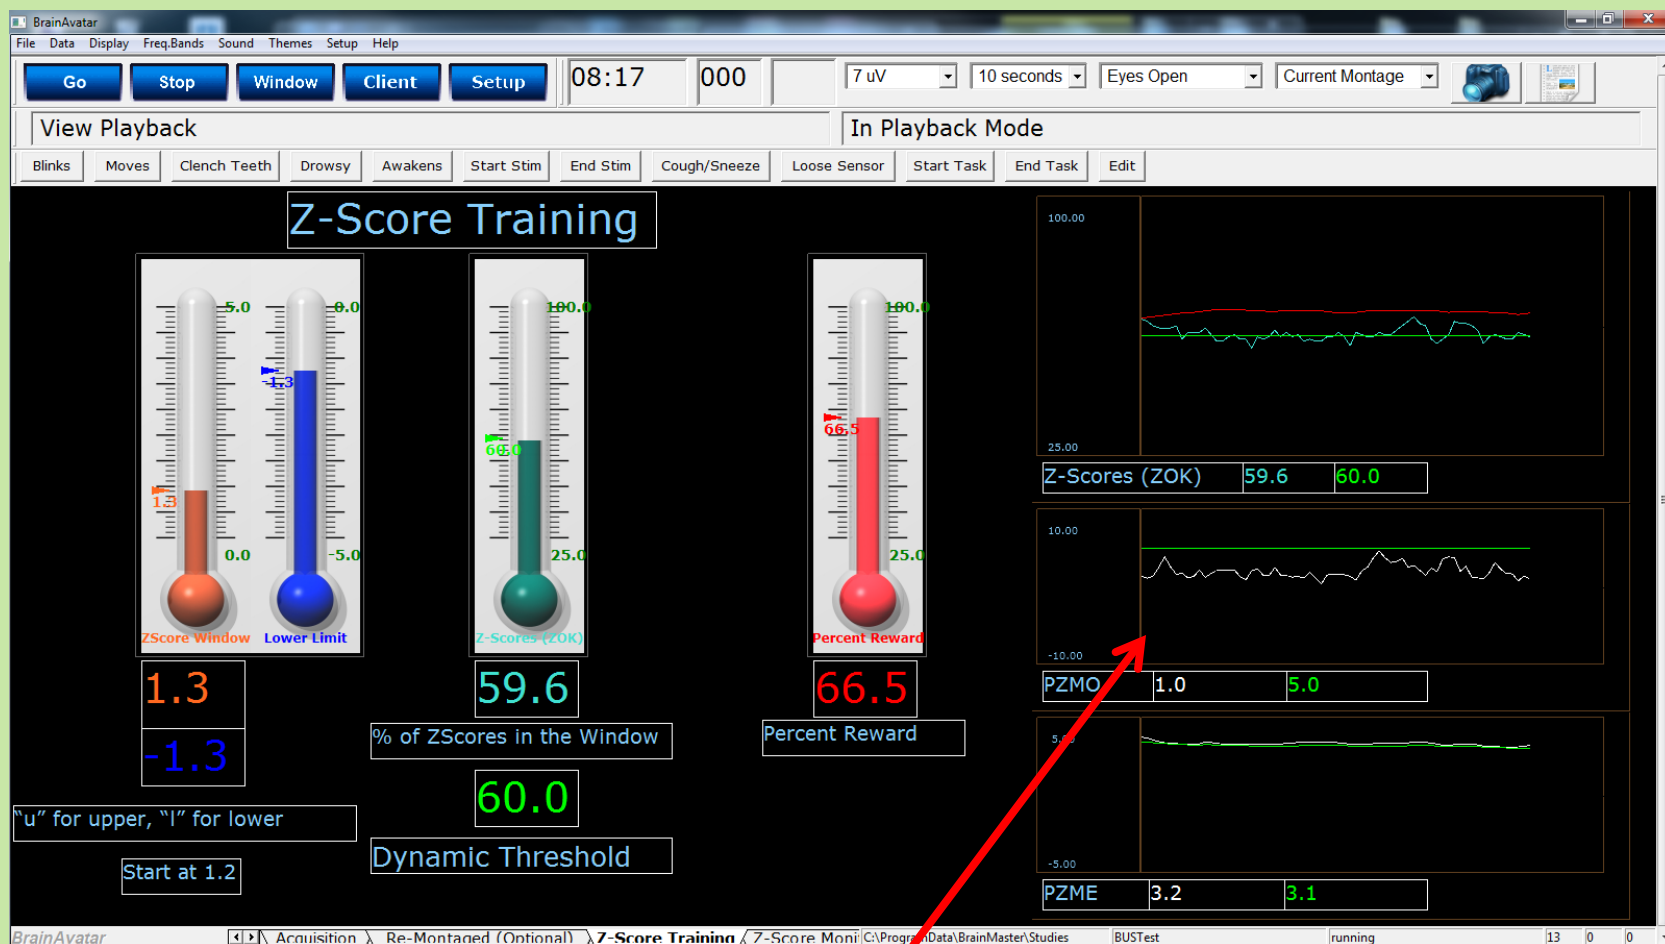 BrainAvatar
File Data Display Freq.Bands Sound Themes Setup Help
Go Stop Window Client Setup 08:17 000 7 uV 10 seconds Eyes Open Current Montage
View Playback In Playback Mode
Blinks Moves Clench Teeth Drowsy Awakens Start Stim End Stim Cough/Sneeze Loose Sensor Start Task End Task Edit
Z-Score Training
5.0 0.0 100.0 100.0
-1.3
66.5
60.0
1.3
0.0 -5.0 25.0 25.0
ZScore Window Lower Limit Z-Scores (ZOK) Percent Reward
1.3 59.6 66.5
-1.3
% of ZScores in the Window
Percent Reward
60.0
"u" for upper, "l" for lower
Dynamic Threshold
Start at 1.2
100.00
25.00
Z-Scores (ZOK) 59.6 60.0
10.00
-10.00
PZMO 1.0 5.0
5.00
-5.00
PZME 3.2 3.1
BrainAvatar Acquisition Re-Montaged (Optional) Z-Score Training Z-Score Moni C:\ProgramData\BrainMaster\Studies BUSTest running 13 0 0